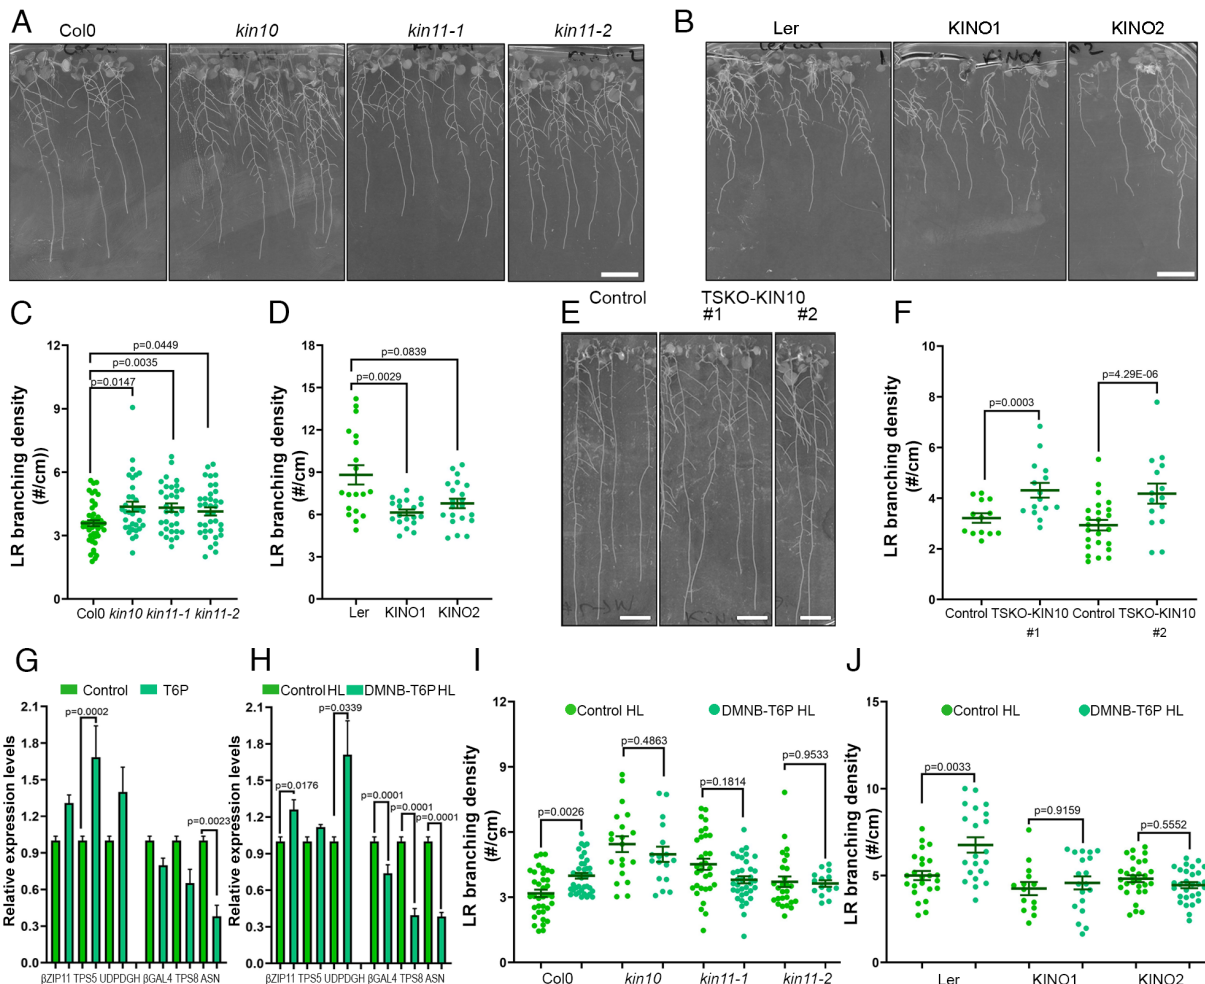 A
Col0
kin10
kin11-1
kin11-2
B
Ler
KINO1
KINO2
C
LR branching density
(#/cm))
12
9
6
3
0
p=0.0449
p=0.0035
p=0.0147
Col0 kin10 kin11-1 kin11-2
D
LR branching density
(#/cm)
18
15
12
9
6
3
0
p=0.0839
p=0.0029
Ler KINO1 KINO2
E
Control
TSKO-KIN10
#1
#2
F
LR branching density
(#/cm)
10
8
6
4
2
0
p=0.0003
p=4.29E-06
Control TSKO-KIN10 Control TSKO-KIN10
#1 #2
G
Control T6P
Relative expression levels
2.1
1.8
1.5
1.2
0.9
0.6
0.3
0.0
p=0.0002
p=0.0023
βZIP11 TPS5 UDPDGH βGAL4 TPS8 ASN
H
Control HL DMNB-T6P HL
Relative expression levels
2.1
1.8
1.5
1.2
0.9
0.6
0.3
0.0
p=0.0176
p=0.0339
p=0.0001
p=0.0001
p=0.0001
βZIP11 TPS5 UDPDGH βGAL4 TPS8 ASN
I
Control HL DMNB-T6P HL
LR branching density
(#/cm)
12
9
6
3
0
p=0.0026
p=0.4863
p=0.1814
p=0.9533
Col0 kin10 kin11-1 kin11-2
J
Control HL DMNB-T6P HL
LR branching density
(#/cm)
15
10
5
0
p=0.0033
p=0.9159
p=0.5552
Ler KINO1 KINO2